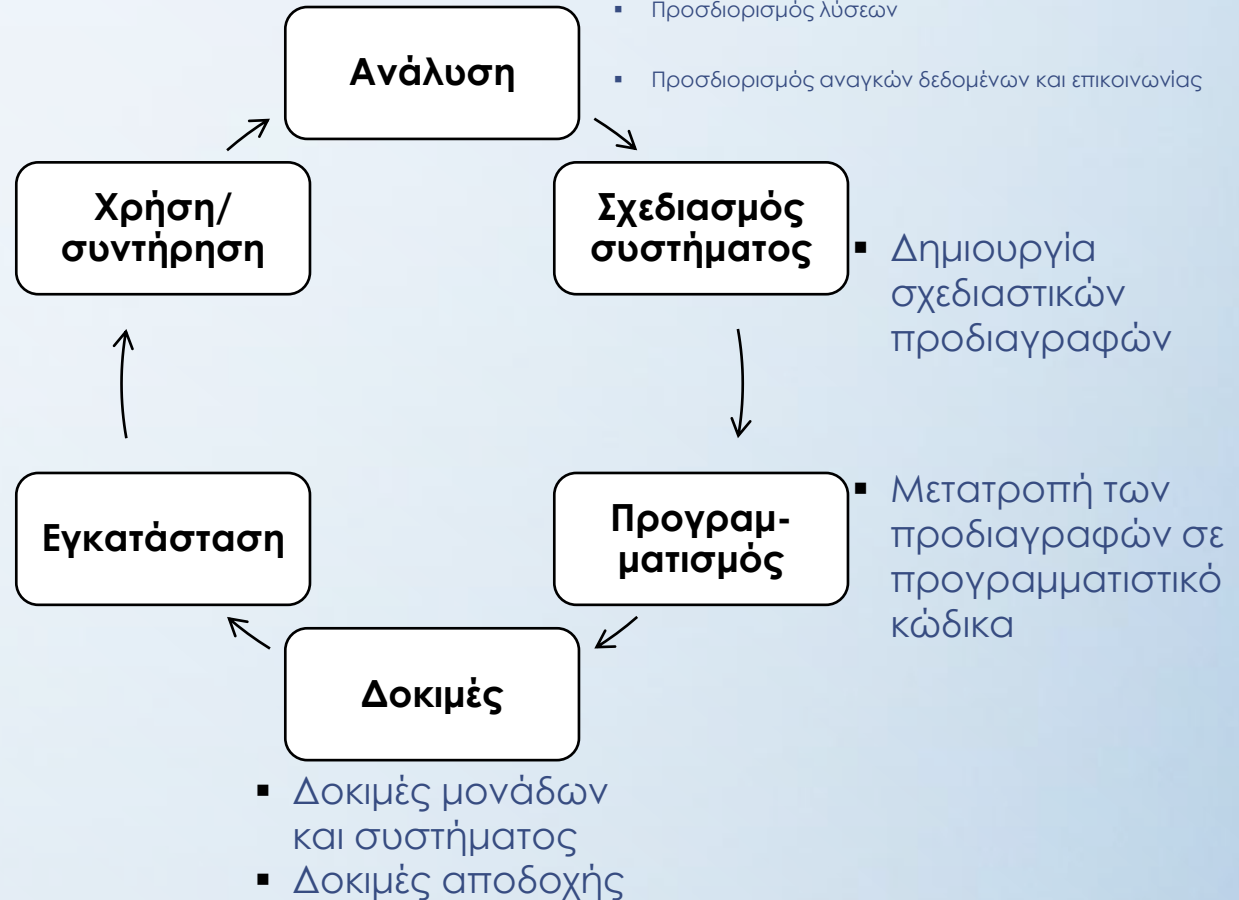 ▪ Προσδιορισμός λύσεων
Ανάλυση
▪ Προσδιορισμός αναγκών δεδομένων και επικοινωνίας
Χρήση/
συντήρηση
Σχεδιασμός
συστήματος
▪ Δημιουργία
σχεδιαστικών
προδιαγραφών
Εγκατάσταση
Προγραμ-
ματισμός
▪ Μετατροπή των
προδιαγραφών σε
προγραμματιστικό
κώδικα
Δοκιμές
▪ Δοκιμές μονάδων
και συστήματος
▪ Δοκιμές αποδοχής